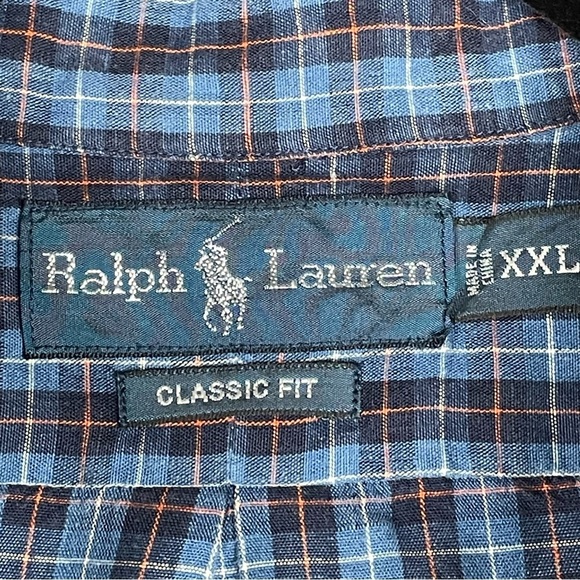 Ralph Lauren
MADE IN
CHINA
XXL
CLASSIC FIT